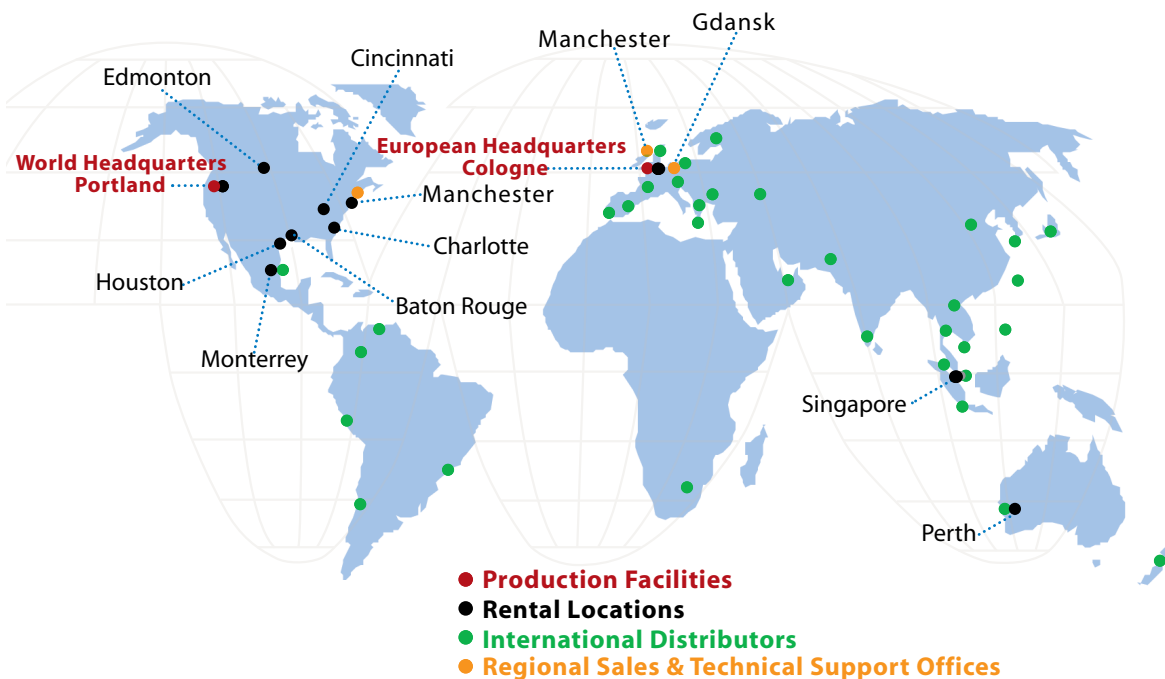 Gdansk
Manchester
Cincinnati
Edmonton
European Headquarters
Cologne
World Headquarters
Portland
Manchester
Charlotte
Houston
Baton Rouge
Monterrey
Singapore
Perth
Production Facilities
Rental Locations
International Distributors
Regional Sales & Technical Support Offices